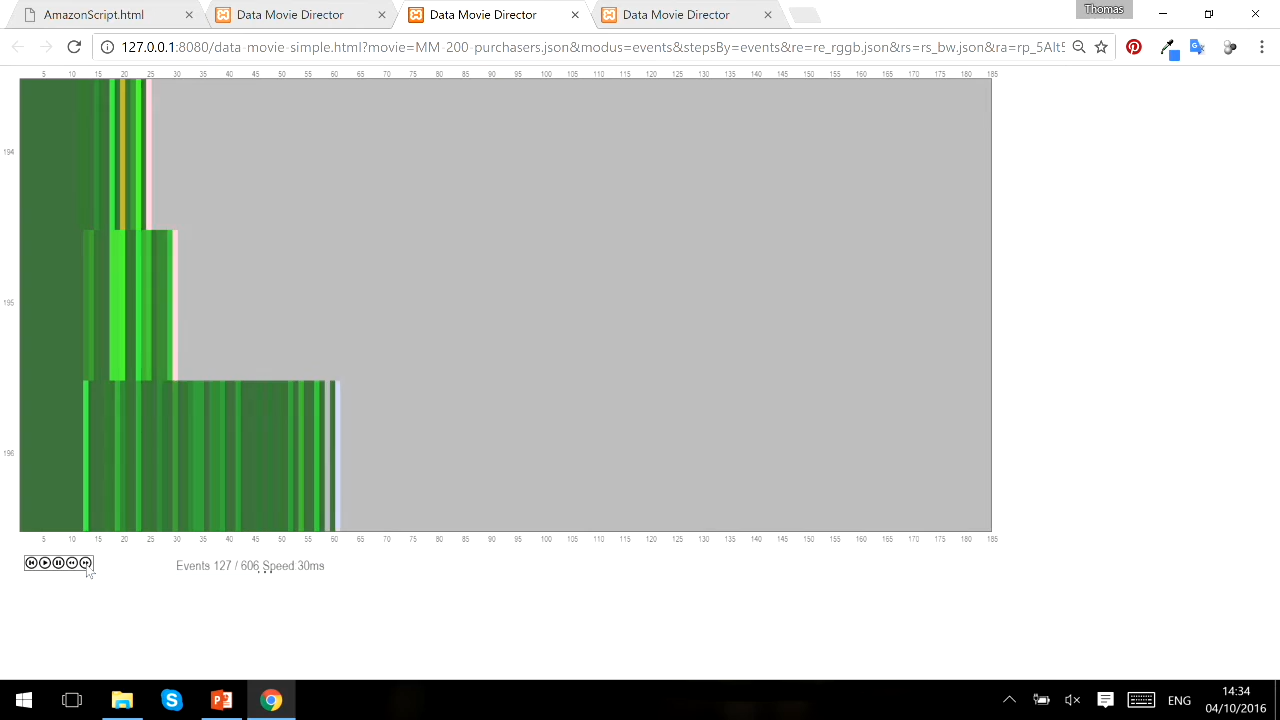 AmazonScript.html
Data Movie Director
Data Movie Director
Data Movie Director
Thomas
127.0.0.1:8080/data-movie-simple.html?movie=MM_200_purchasers.json&modus=events&stepsBy=events&re=re_rggb.json&rs=rs_bw.json&ra=rp_5Alt5
5 10 15 20 25 30 35 40 45 50 55 60 65 70 75 80 85 90 95 100 105 110 115 120 125 130 135 140 145 150 155 160 165 170 175 180 185
194
195
196
5 10 15 20 25 30 35 40 45 50 55 60 65 70 75 80 85 90 95 100 105 110 115 120 125 130 135 140 145 150 155 160 165 170 175 180 185
Events 127 / 606 Speed 30ms
ENG
14:34
04/10/2016